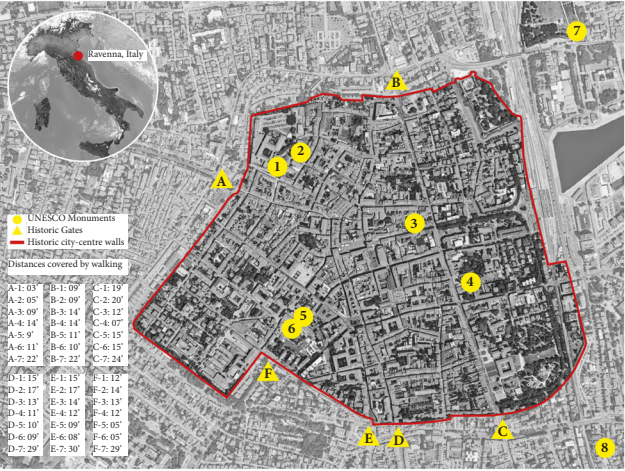 Ravenna, Italy
7
B
2
1
A
3
4
5
6
F
E
D
C
8
UNESCO Monuments
Historic Gates
Historic city-centre walls
Distances covered by walking
A-1: 03' B-1: 09' C-1: 19'
A-2: 05' B-2: 09' C-2: 20'
A-3: 09' B-3: 14' C-3: 12'
A-4: 14' B-4: 14' C-4: 07'
A-5: 9' B-5: 11' C-5: 15'
A-6: 11' B-6: 10' C-6: 15'
A-7: 22' B-7: 22' C-7: 24'
D-1: 15' E-1: 15' F-1: 12'
D-2: 17' E-2: 17' F-2: 14'
D-3: 13' E-3: 14' F-3: 13'
D-4: 11' E-4: 12' F-4: 12'
D-5: 10' E-5: 09' F-5: 05'
D-6: 09' E-6: 08' F-6: 05'
D-7: 29' E-7: 30' F-7: 29'